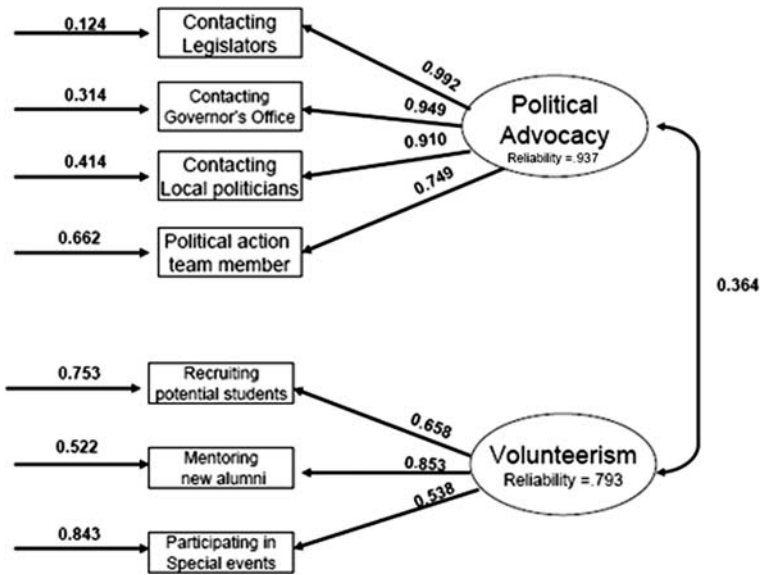 0.124
Contacting
Legislators
0.992
0.314
Contacting
Governor's Office
0.949
0.414
Contacting
Local politicians
0.910
0.662
Political action
team member
0.749
Political
Advocacy
Reliability =.937
0.364
0.753
Recruiting
potential students
0.658
0.522
Mentoring
new alumni
0.853
0.843
Participating in
Special events
0.538
Volunteerism
Reliability =.793